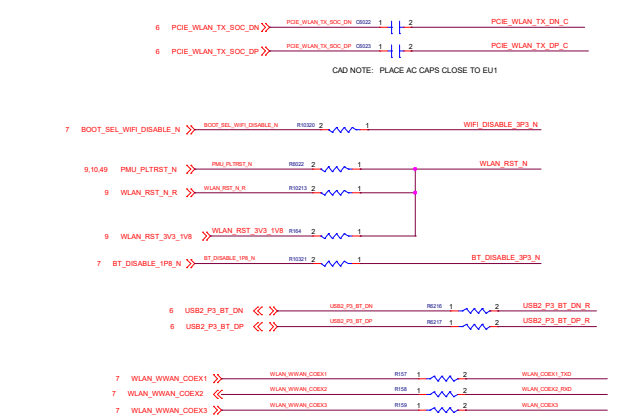 6 PCIE_WLAN_TX_SOC_DN PCIE_WLAN_TX_SOC_DN C6022 1 2 PCIE_WLAN_TX_DN_C
6 PCIE_WLAN_TX_SOC_DP PCIE_WLAN_TX_SOC_DP C6023 1 2 PCIE_WLAN_TX_DP_C
CAD NOTE: PLACE AC CAPS CLOSE TO EU1
7 BOOT_SEL_WIFI_DISABLE_N BOOT_SEL_WIFI_DISABLE_N R10320 2 1 WIFI_DISABLE_3P3_N
9,10,49 PMU_PLTRST_N PMU_PLTRST_N R6022 2 1 WLAN_RST_N
9 WLAN_RST_N_R WLAN_RST_N_R R10213 2 1
9 WLAN_RST_3V3_1V8 WLAN_RST_3V3_1V8 R164 2 1
7 BT_DISABLE_1P8_N BT_DISABLE_1P8_N R10321 2 1 BT_DISABLE_3P3_N
6 USB2_P3_BT_DN USB2_P3_BT_DN R6216 1 2 USB2_P3_BT_DN_R
6 USB2_P3_BT_DP USB2_P3_BT_DP R6217 1 2 USB2_P3_BT_DP_R
7 WLAN_WWAN_COEX1 WLAN_WWAN_COEX1 R157 1 2 WLAN_COEX1_TXD
7 WLAN_WWAN_COEX2 WLAN_WWAN_COEX2 R158 1 2 WLAN_COEX2_RXD
7 WLAN_WWAN_COEX3 WLAN_WWAN_COEX3 R159 1 2 WLAN_COEX3